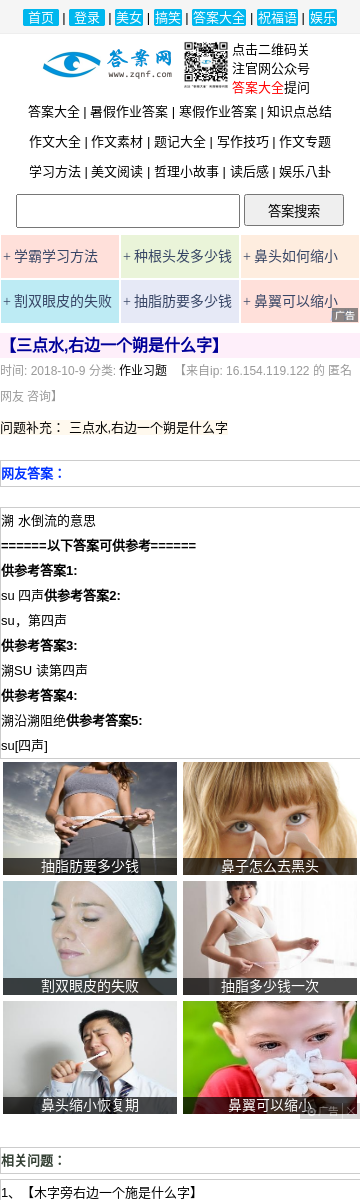 首页 | 登录 | 美女 | 搞笑 | 答案大全 | 祝福语 | 娱乐
答案网
www.zqnf.com
点击二维码关
注官网公众号
答案大全提问
答案大全 | 暑假作业答案 | 寒假作业答案 | 知识点总结
作文大全 | 作文素材 | 题记大全 | 写作技巧 | 作文专题
学习方法 | 美文阅读 | 哲理小故事 | 读后感 | 娱乐八卦
答案搜索
+ 学霸学习方法
+ 种根头发多少钱
+ 鼻头如何缩小
+ 割双眼皮的失败
+ 抽脂肪要多少钱
+ 鼻翼可以缩小
广告
【三点水,右边一个朔是什么字】
时间: 2018-10-9 分类: 作业习题 【来自ip: 16.154.119.122 的 匿名
网友 咨询】
问题补充： 三点水,右边一个朔是什么字
网友答案：
溯 水倒流的意思
======以下答案可供参考======
供参考答案1:
su 四声供参考答案2:
su，第四声
供参考答案3:
溯SU 读第四声
供参考答案4:
溯沿溯阻绝供参考答案5:
su[四声]
抽脂肪要多少钱
鼻子怎么去黑头
割双眼皮的失败
抽脂多少钱一次
鼻头缩小恢复期
鼻翼可以缩小
广告
相关问题：
1、【木字旁右边一个施是什么字】